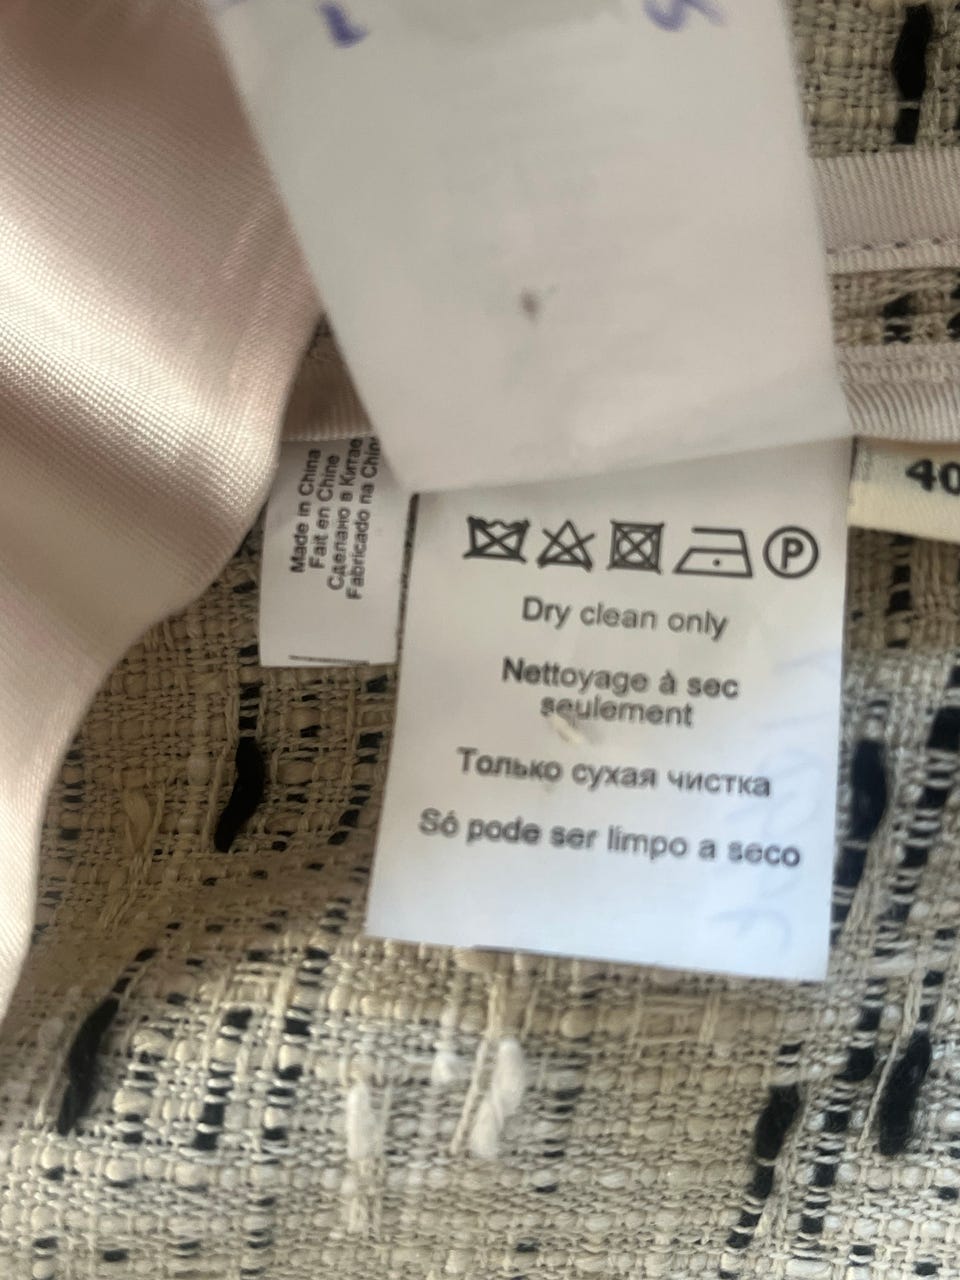 Made in China
Fait en Chine
Сделано в Китае
Fabricado na Chin
40
P
Dry clean only
Nettoyage à sec
seulement
Только сухая чистка
Só pode ser limpo a seco